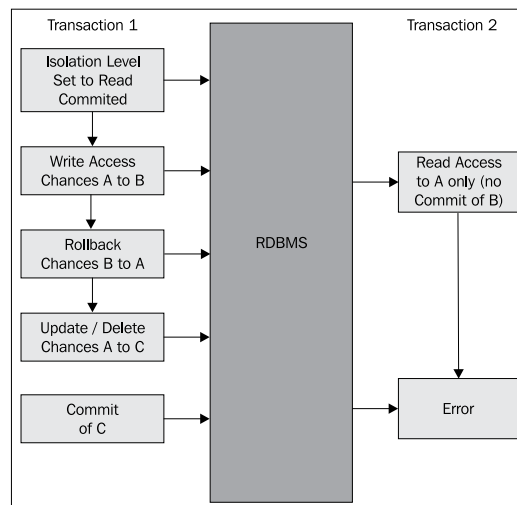 Transaction 1
Transaction 2
Isolation Level
Set to Read
Commited
Write Access
Chances A to B
Rollback
Chances B to A
Update / Delete
Chances A to C
Commit
of C
RDBMS
Read Access
to A only (no
Commit of B)
Error